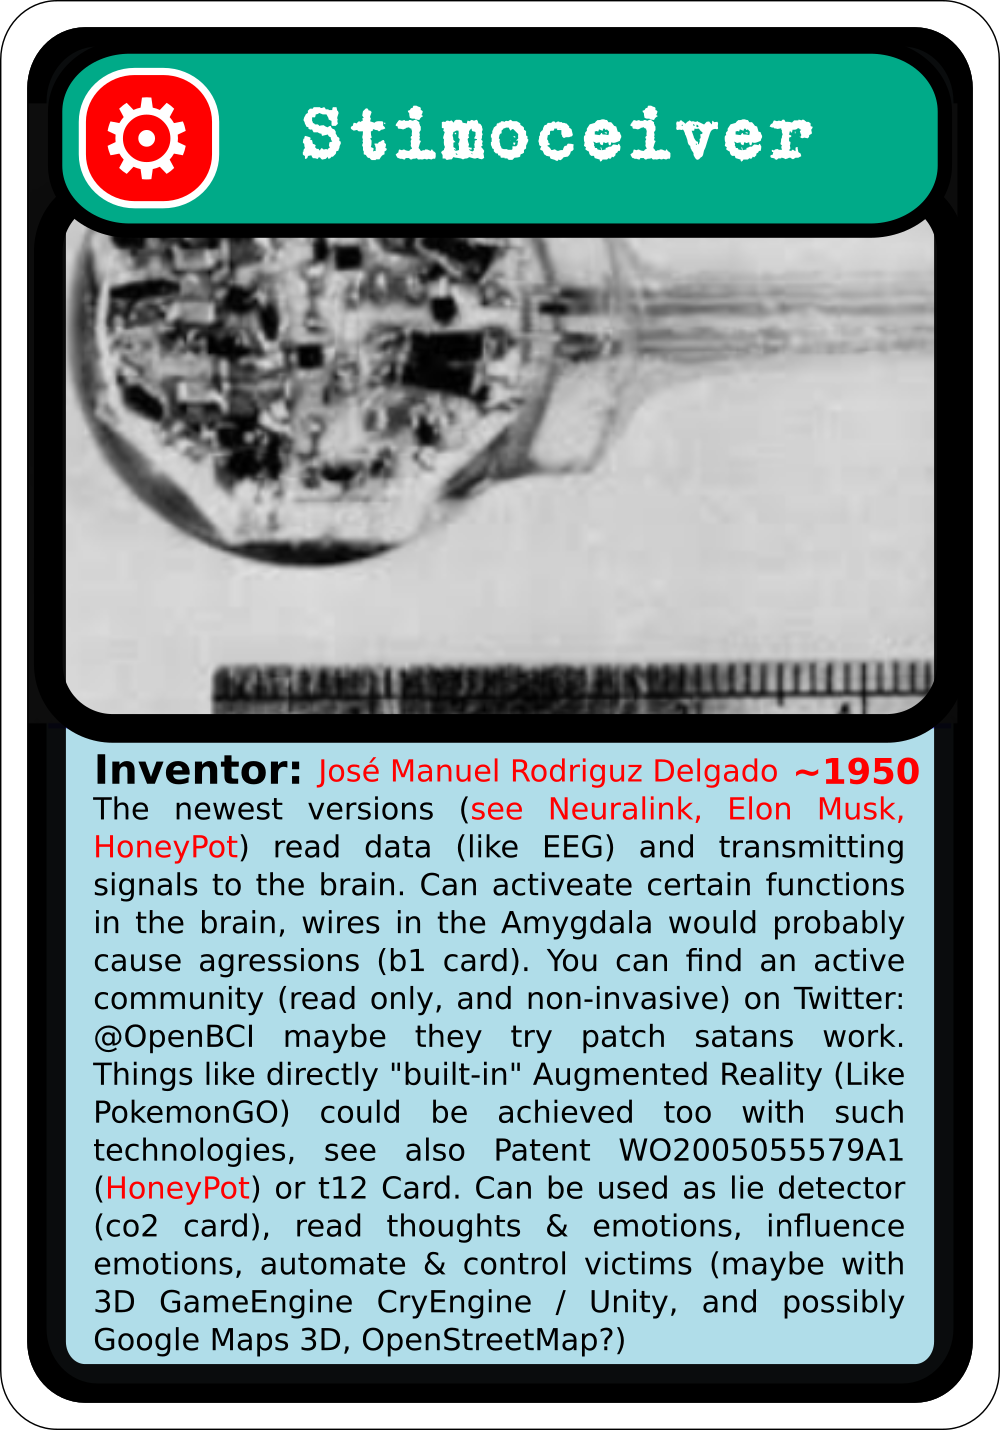 Stimoceiver
Inventor: José Manuel Rodriguz Delgado ~1950
The newest versions (see Neuralink, Elon Musk,
HoneyPot) read data (like EEG) and transmitting
signals to the brain. Can activeate certain functions
in the brain, wires in the Amygdala would probably
cause agressions (b1 card). You can find an active
community (read only, and non-invasive) on Twitter:
@OpenBCI maybe they try patch satans work.
Things like directly "built-in" Augmented Reality (Like
PokemonGO) could be achieved too with such
technologies, see also Patent WO2005055579A1
(HoneyPot) or t12 Card. Can be used as lie detector
(co2 card), read thoughts & emotions, influence
emotions, automate & control victims (maybe with
3D GameEngine CryEngine / Unity, and possibly
Google Maps 3D, OpenStreetMap?)